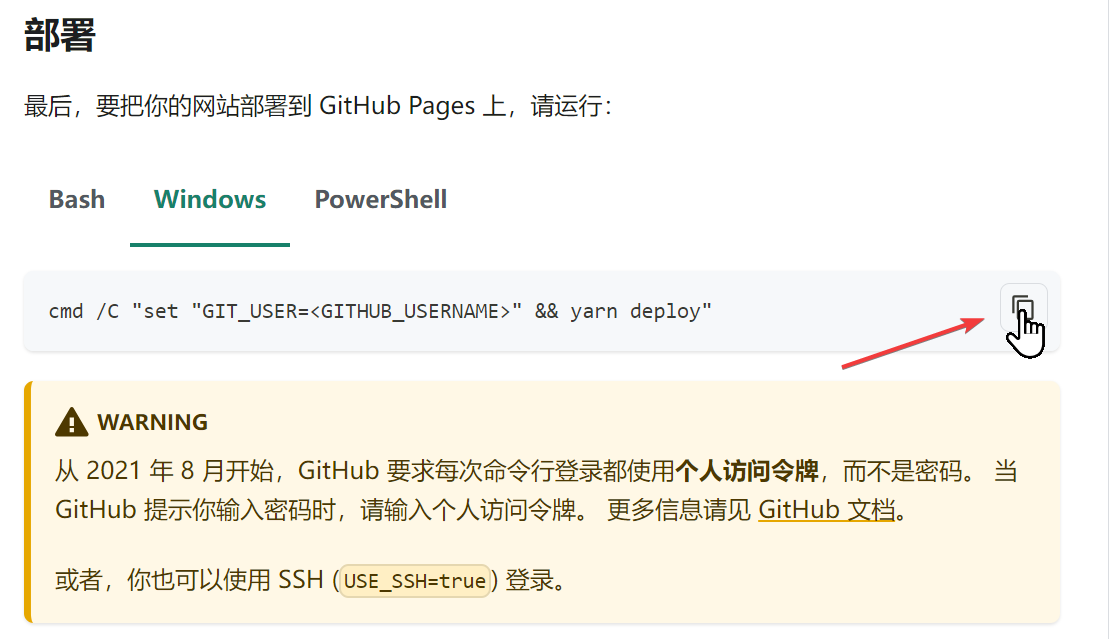 部署
最后，要把你的网站部署到 GitHub Pages 上，请运行：
Bash Windows PowerShell
cmd /C "set "GIT_USER=<GITHUB_USERNAME>" && yarn deploy"
WARNING
从 2021 年 8 月开始，GitHub 要求每次命令行登录都使用个人访问令牌，而不是密码。 当
GitHub 提示你输入密码时，请输入个人访问令牌。 更多信息请见 GitHub 文档。
或者，你也可以使用 SSH (USE_SSH=true) 登录。